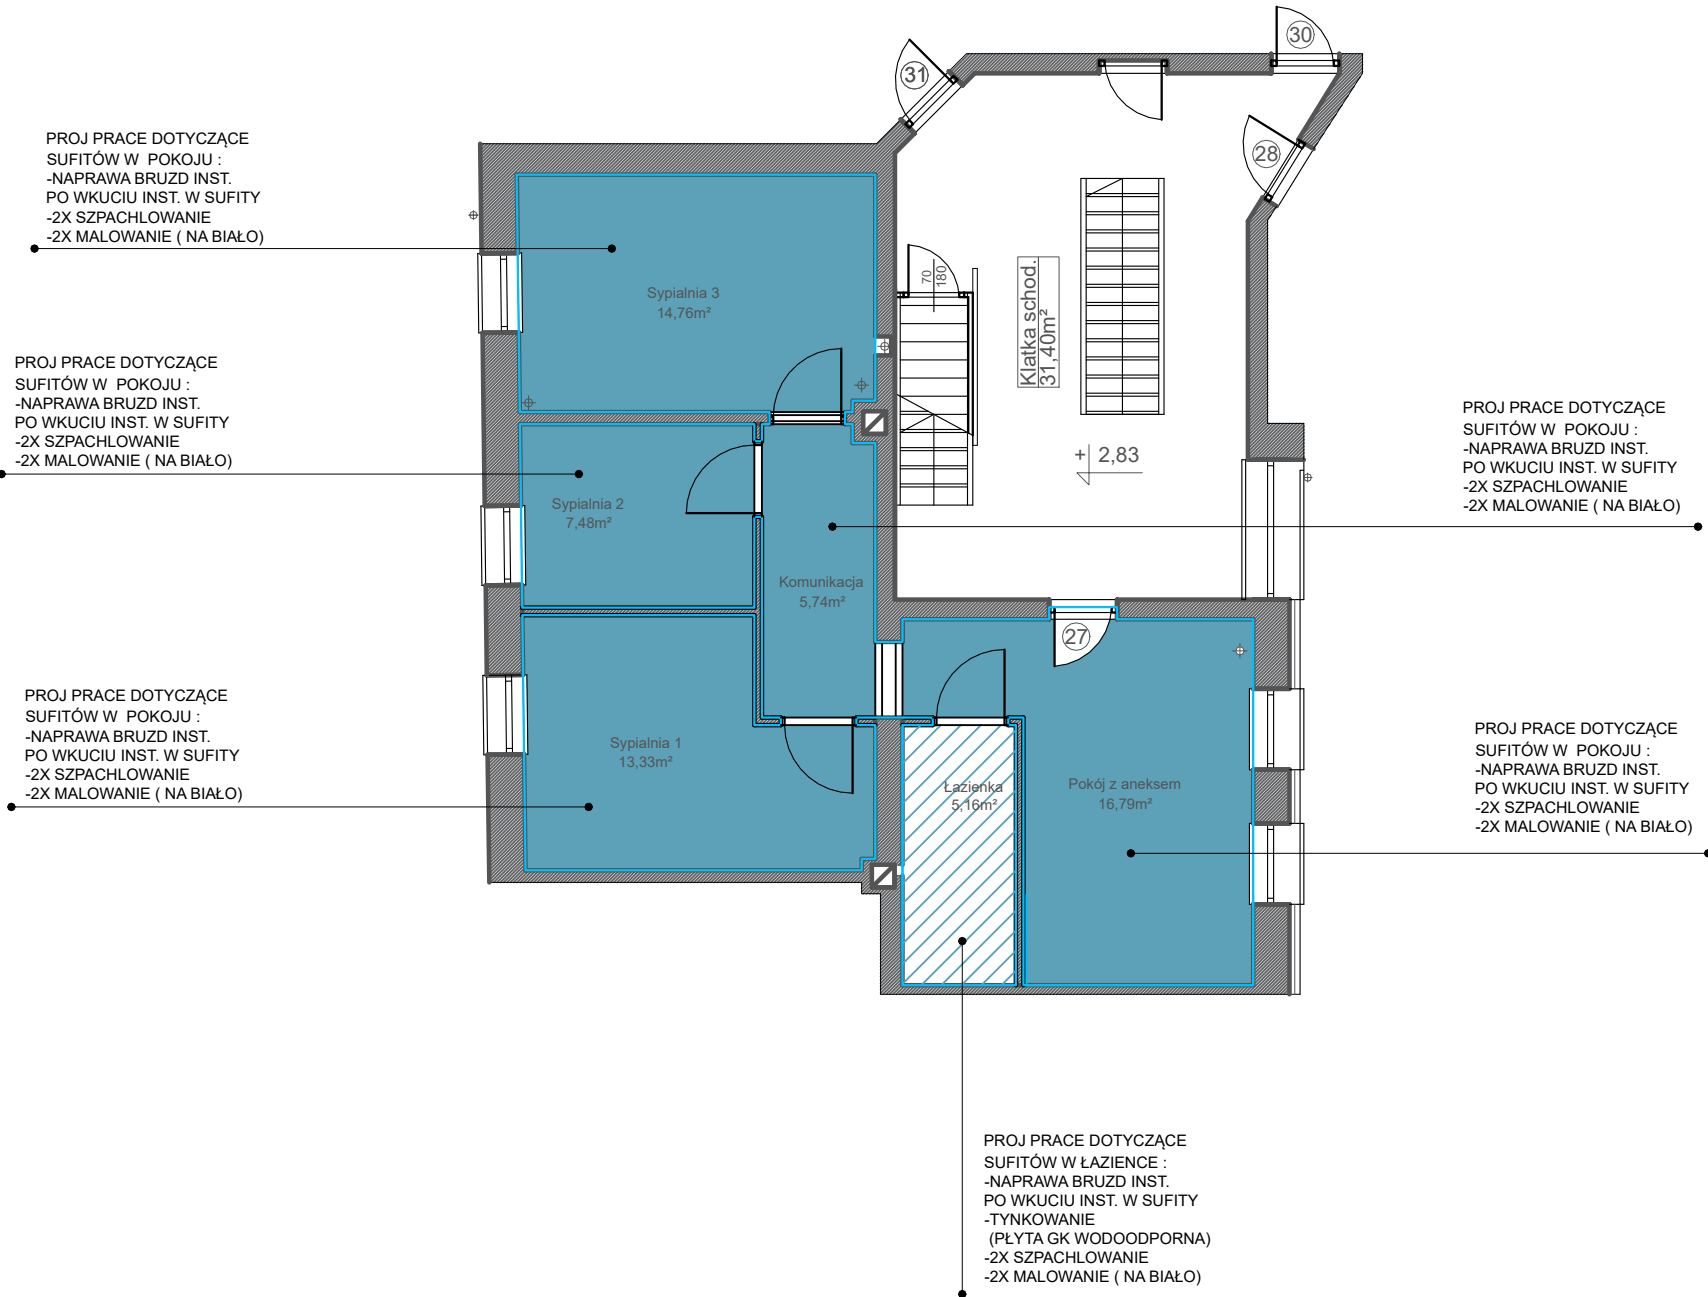 30
31
28
PROJ PRACE DOTYCZĄCE
SUFITÓW W  POKOJU :
-NAPRAWA BRUZD INST.
PO WKUCIU INST. W SUFITY
-2X SZPACHLOWANIE
-2X MALOWANIE ( NA BIAŁO)
Sypialnia 3
14,76m²
70
180
Klatka schod.
31,40m²
PROJ PRACE DOTYCZĄCE
SUFITÓW W  POKOJU :
-NAPRAWA BRUZD INST.
PO WKUCIU INST. W SUFITY
-2X SZPACHLOWANIE
-2X MALOWANIE ( NA BIAŁO)
+ 2,83
PROJ PRACE DOTYCZĄCE
SUFITÓW W  POKOJU :
-NAPRAWA BRUZD INST.
PO WKUCIU INST. W SUFITY
-2X SZPACHLOWANIE
-2X MALOWANIE ( NA BIAŁO)
Sypialnia 2
7,48m²
Komunikacja
5,74m²
27
PROJ PRACE DOTYCZĄCE
SUFITÓW W  POKOJU :
-NAPRAWA BRUZD INST.
PO WKUCIU INST. W SUFITY
-2X SZPACHLOWANIE
-2X MALOWANIE ( NA BIAŁO)
Sypialnia 1
13,33m²
Łazienka
5,16m²
Pokój z aneksem
16,79m²
PROJ PRACE DOTYCZĄCE
SUFITÓW W  POKOJU :
-NAPRAWA BRUZD INST.
PO WKUCIU INST. W SUFITY
-2X SZPACHLOWANIE
-2X MALOWANIE ( NA BIAŁO)
PROJ PRACE DOTYCZĄCE
SUFITÓW W ŁAZIENCE :
-NAPRAWA BRUZD INST.
PO WKUCIU INST. W SUFITY
-TYNKOWANIE
(PŁYTA GK WODOODPORNA)
-2X SZPACHLOWANIE
-2X MALOWANIE ( NA BIAŁO)